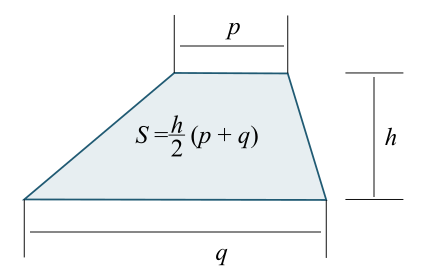 p
S = h/2 (p + q)
h
q